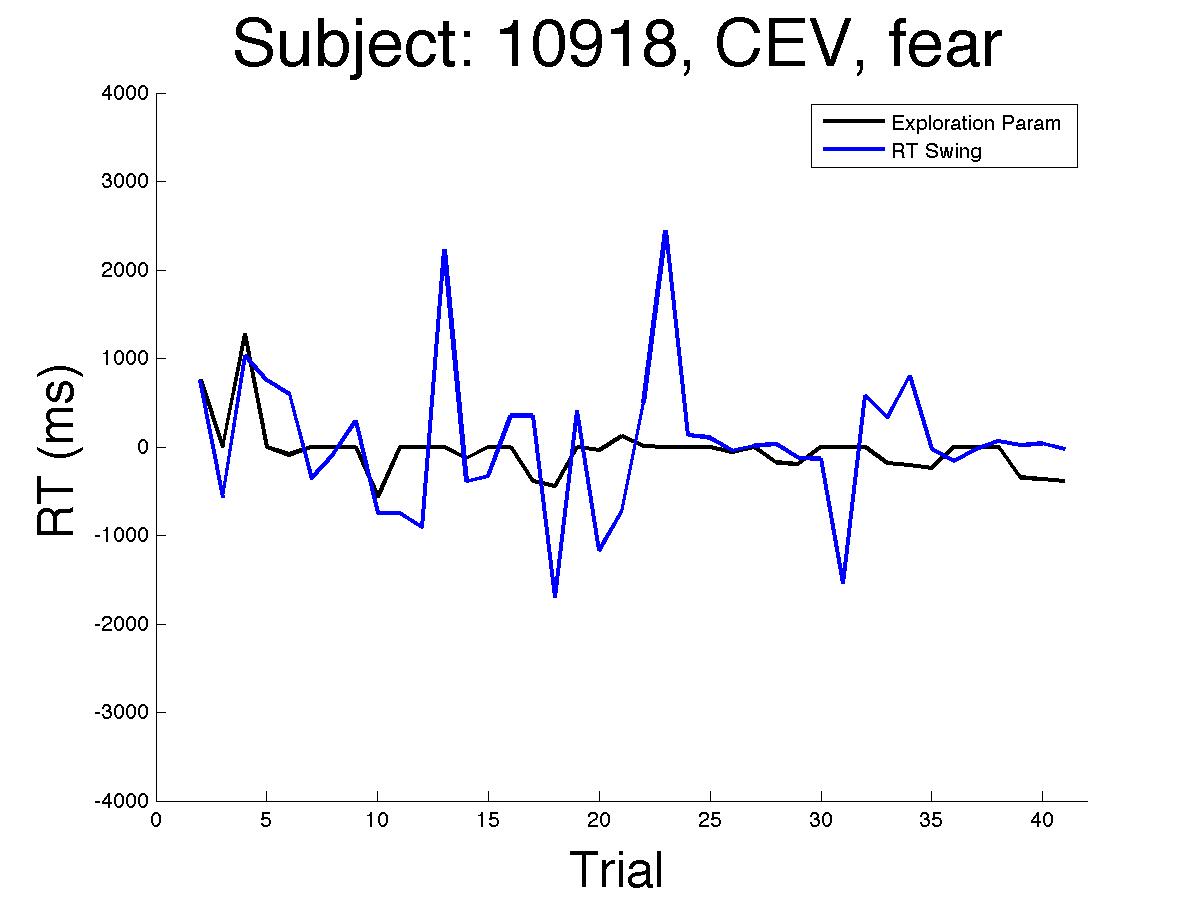 Subject: 10918, CEV, fear
4000
3000
2000
1000
0
-1000
-2000
-3000
-4000
RT (ms)
Exploration Param
RT Swing
0 5 10 15 20 25 30 35 40
Trial